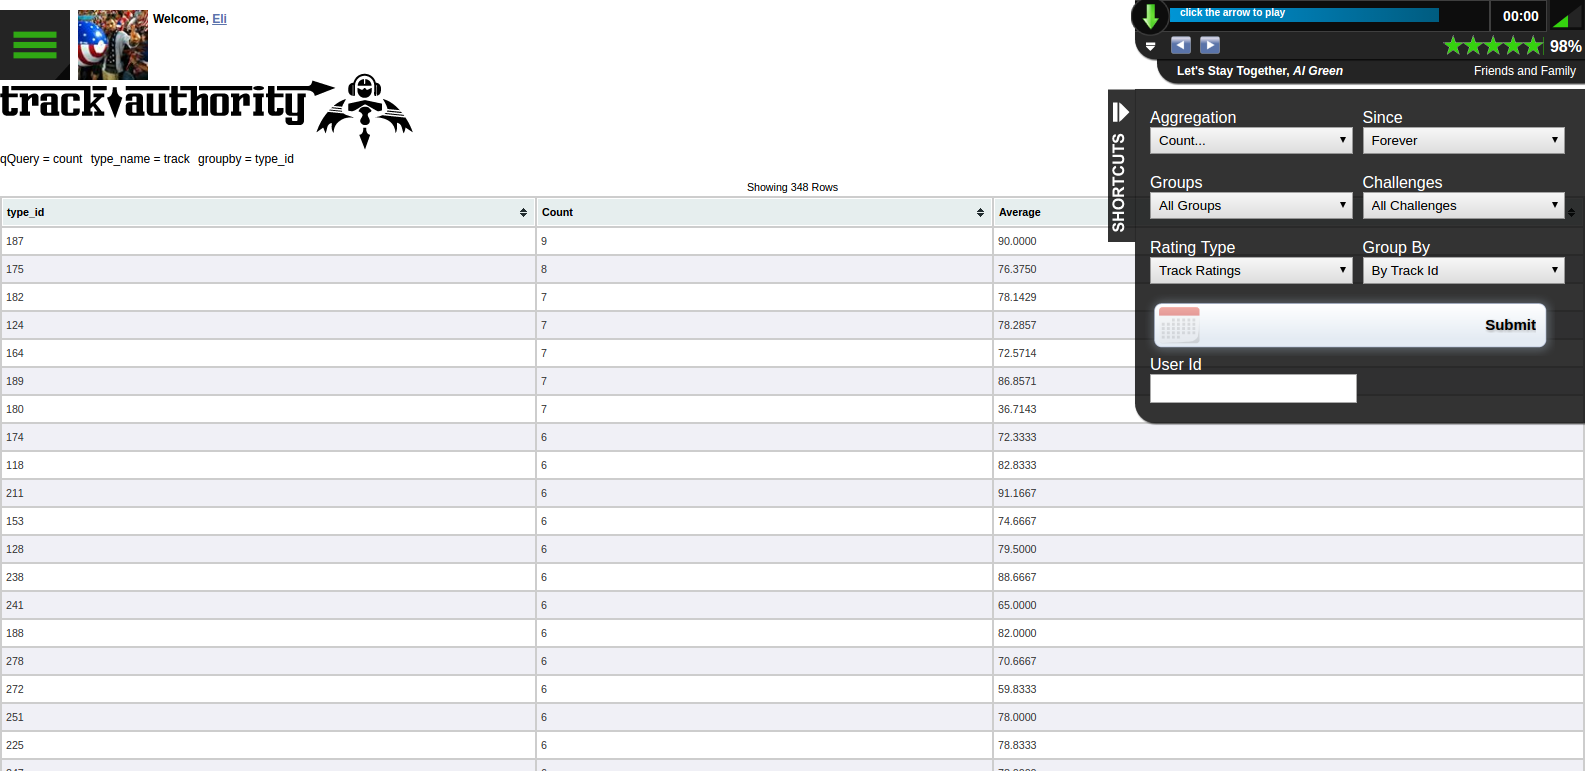 Welcome, Eli
click the arrow to play
00:00
98%
Let's Stay Together, Al Green
Friends and Family
track authority
SHORTCUTS
Aggregation
Since
Count...
Forever
Groups
Challenges
All Groups
All Challenges
Rating Type
Group By
Track Ratings
By Track Id
Submit
User Id
qQuery = count type_name = track groupby = type_id
Showing 348 Rows
type_id Count Average
187 9 90.0000
175 8 76.3750
182 7 78.1429
124 7 78.2857
164 7 72.5714
189 7 86.8571
180 7 36.7143
174 6 72.3333
118 6 82.8333
211 6 91.1667
153 6 74.6667
128 6 79.5000
238 6 88.6667
241 6 65.0000
188 6 82.0000
278 6 70.6667
272 6 59.8333
251 6 78.0000
225 6 78.8333